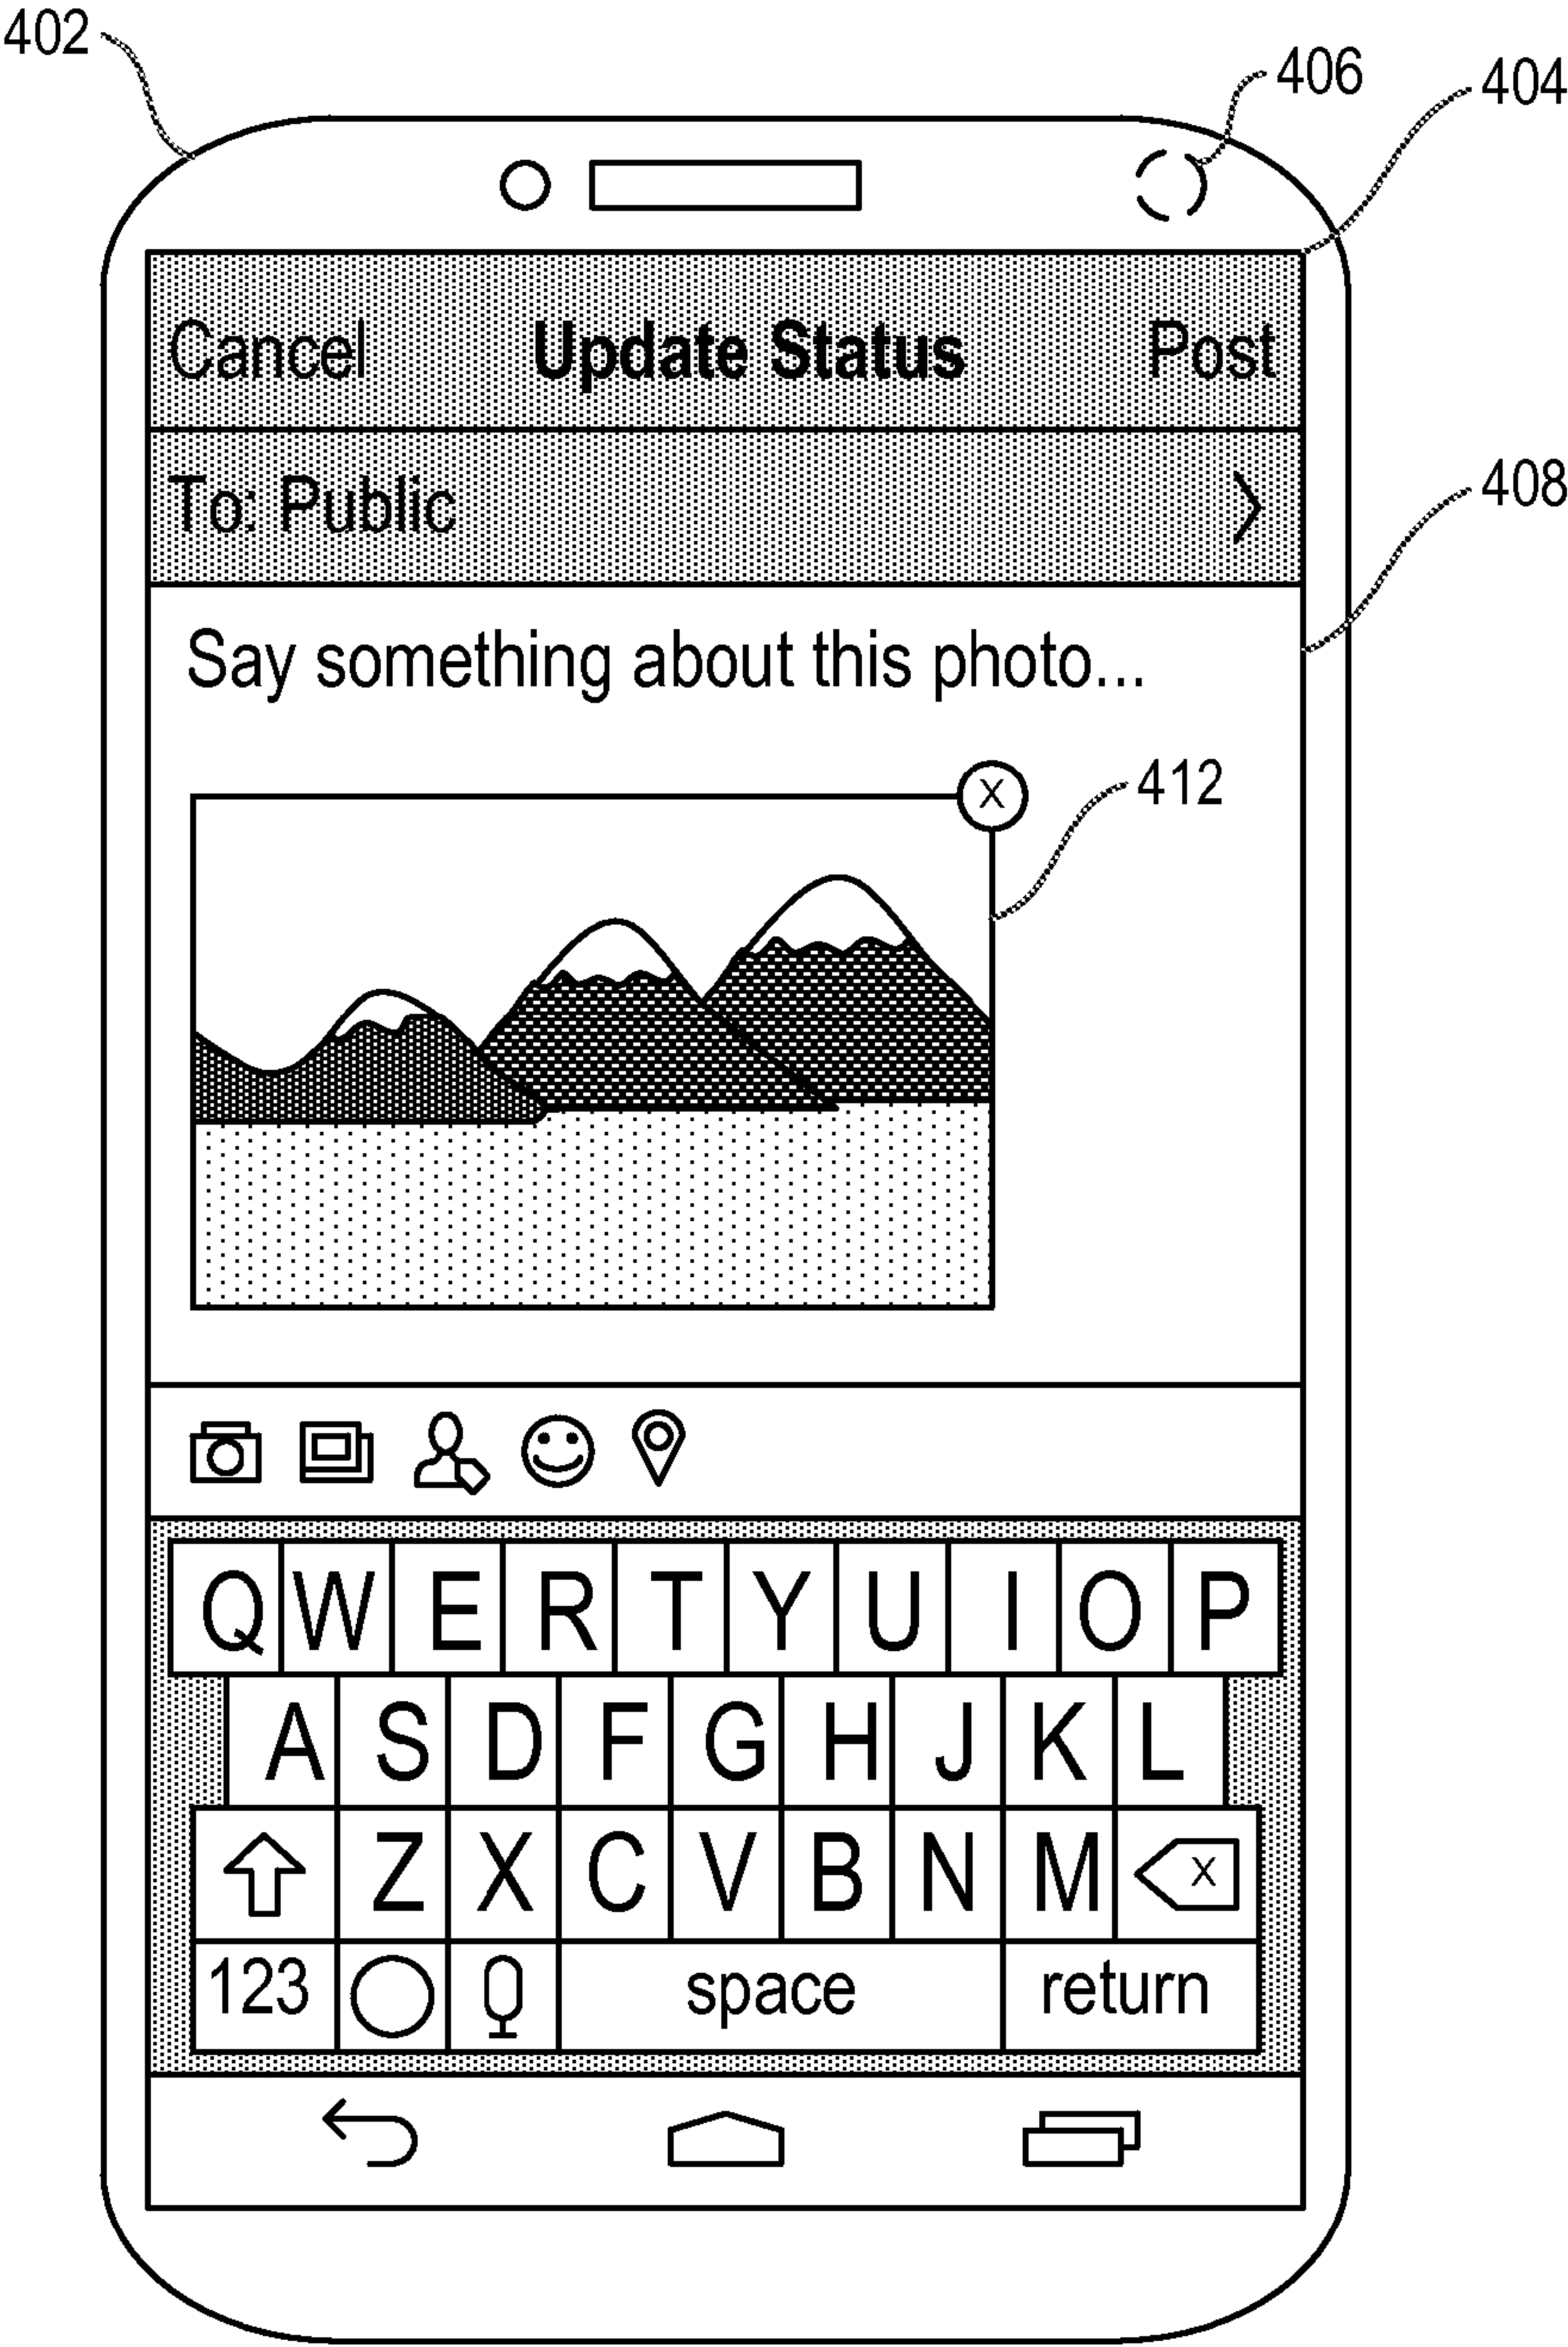 402
406
404
Cancel Update Status Post
To: Public
408
Say something about this photo...
X
412
Q W E R T Y U I O P
A S D F G H J K L
Z X C V B N M X
123 space return